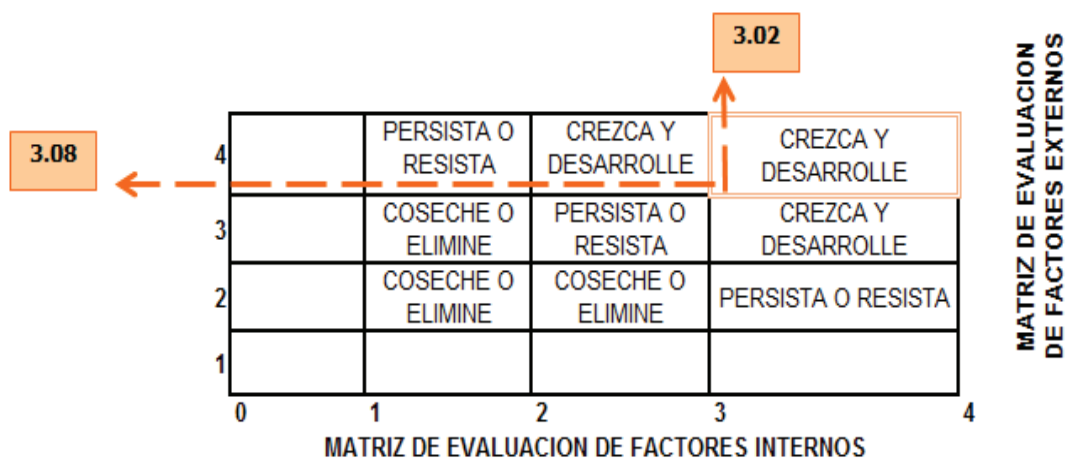 3.02
3.08
4
PERSISTA O
RESISTA
CREZCA Y
DESARROLLE
CREZCA Y
DESARROLLE
3
COSECHE O
ELIMINE
PERSISTA O
RESISTA
CREZCA Y
DESARROLLE
2
COSECHE O
ELIMINE
COSECHE O
ELIMINE
PERSISTA O RESISTA
1
0 1 2 3 4
MATRIZ DE EVALUACION DE FACTORES INTERNOS
MATRIZ DE EVALUACION
DE FACTORES EXTERNOS